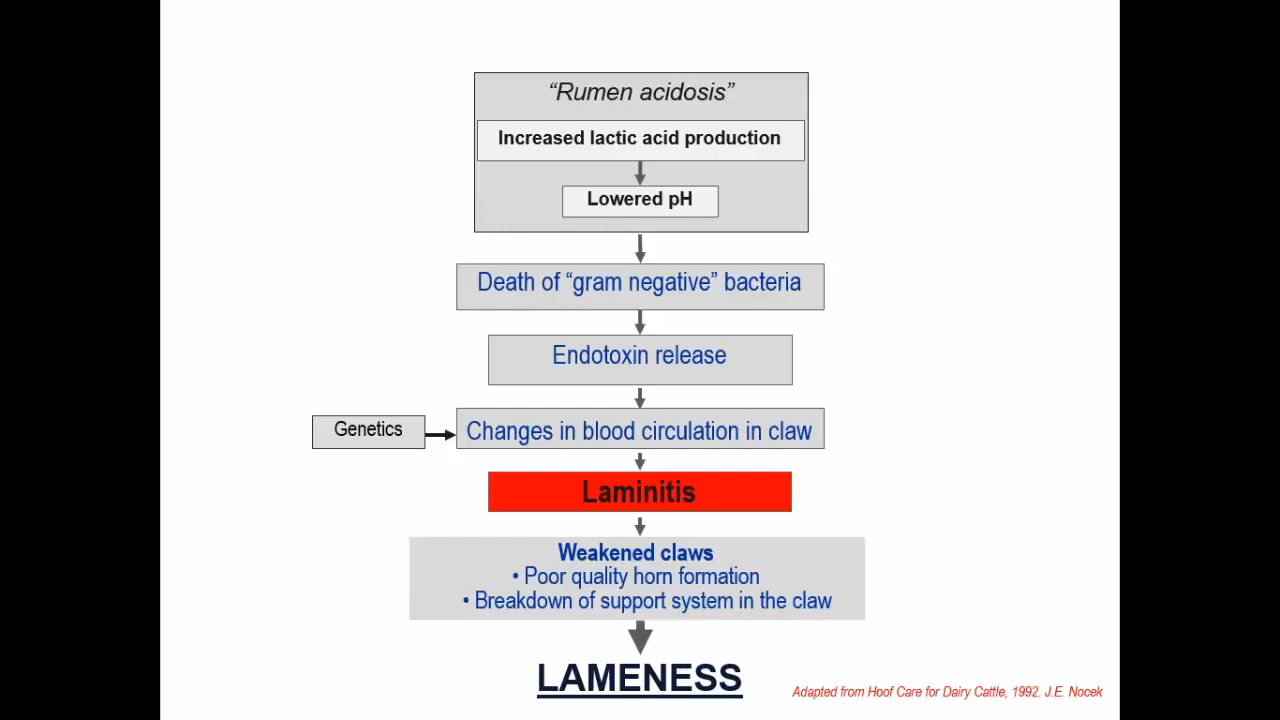 “Rumen acidosis”
Increased lactic acid production
Lowered pH
Death of “gram negative” bacteria
Endotoxin release
Genetics
Changes in blood circulation in claw
Laminitis
Weakened claws
• Poor quality horn formation
• Breakdown of support system in the claw
LAMENESS
Adapted from Hoof Care for Dairy Cattle, 1992. J.E. Nocek